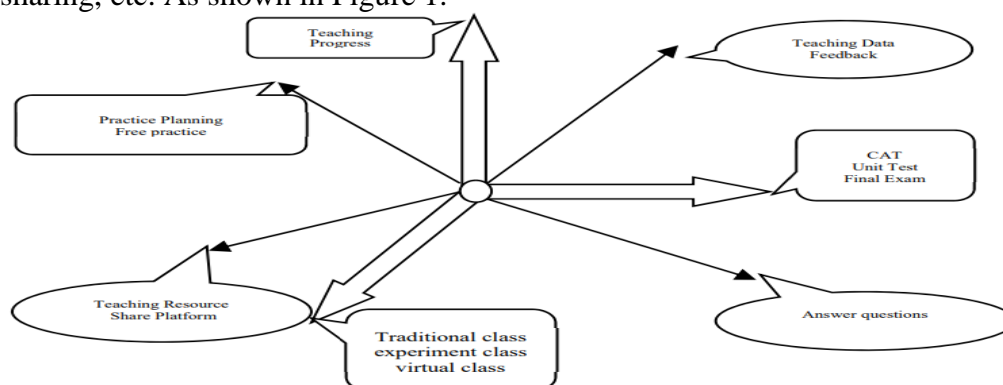 sharing, etc. As shown in Figure 1.
Teaching
Progress
Teaching Data
Feedback
Practice Planning
Free practice
CAT
Unit Test
Final Exam
Teaching Resource
Share Platform
Answer questions
Traditional class
experiment class
virtual class